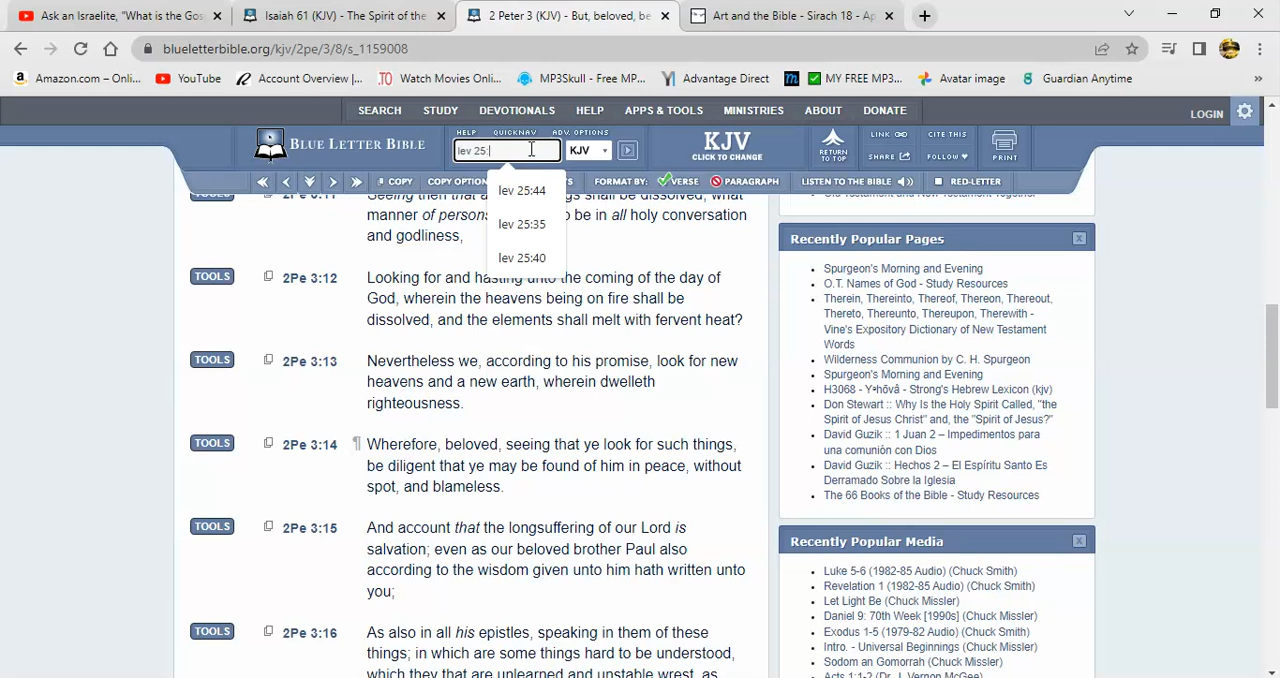 Ask an Israelite, "What is the Gos
Isaiah 61 (KJV) - The Spirit of the
2 Peter 3 (KJV) - But, beloved, be
Art and the Bible - Sirach 18 - Ap
blueletterbible.org/kjv/2pe/3/8/s_1159008
Amazon.com – Onli...
YouTube
Account Overview |...
Watch Movies Onli...
MP3Skull - Free MP...
Advantage Direct
MY FREE MP3...
Avatar image
Guardian Anytime
»
SEARCH STUDY DEVOTIONALS HELP APPS & TOOLS MINISTRIES ABOUT DONATE
LOGIN
HELP QUICKNAV ADV. OPTIONS
BLUE LETTER BIBLE
lev 25:
KJV
KJV
CLICK TO CHANGE
RETURN
TO TOP
LINK
SHARE
CITE THIS
FOLLOW
PRINT
COPY
COPY OPTION
FORMAT BY: VERSE PARAGRAPH
LISTEN TO THE BIBLE
RED-LETTER
lev 25:44
lev 25:35
lev 25:40
manner of persons
to be in all holy conversation
and godliness,
TOOLS
2Pe 3:12
Looking for and hasting unto the coming of the day of
God, wherein the heavens being on fire shall be
dissolved, and the elements shall melt with fervent heat?
TOOLS
2Pe 3:13
Nevertheless we, according to his promise, look for new
heavens and a new earth, wherein dwelleth
righteousness.
TOOLS
2Pe 3:14
¶ Wherefore, beloved, seeing that ye look for such things,
be diligent that ye may be found of him in peace, without
spot, and blameless.
TOOLS
2Pe 3:15
And account that the longsuffering of our Lord is
salvation; even as our beloved brother Paul also
according to the wisdom given unto him hath written unto
you;
TOOLS
2Pe 3:16
As also in all his epistles, speaking in them of these
things; in which are some things hard to be understood,
which they that are unlearned and unstable wrest, as
Recently Popular Pages
Spurgeon's Morning and Evening
O.T. Names of God - Study Resources
Therein, Thereinto, Thereof, Thereon, Thereout,
Thereto, Thereunto, Thereupon, Therewith -
Vine's Expository Dictionary of New Testament
Words
Wilderness Communion by C. H. Spurgeon
Spurgeon's Morning and Evening
H3068 - Yᵊhōvâ - Strong's Hebrew Lexicon (kjv)
Don Stewart :: Why Is the Holy Spirit Called, "the
Spirit of Jesus Christ" and, the "Spirit of Jesus?"
David Guzik :: 1 Juan 2 – Impedimentos para
una comunión con Dios
David Guzik :: Hechos 2 – El Espíritu Santo Es
Derramado Sobre la Iglesia
The 66 Books of the Bible - Study Resources
Recently Popular Media
Luke 5-6 (1982-85 Audio) (Chuck Smith)
Revelation 1 (1982-85 Audio) (Chuck Smith)
Let Light Be (Chuck Missler)
Daniel 9: 70th Week [1990s] (Chuck Missler)
Exodus 1-5 (1979-82 Audio) (Chuck Smith)
Intro. - Universal Beginnings (Chuck Missler)
Sodom an Gomorrah (Chuck Missler)
Acts 1:1-2 (Dr. J. Vernon McGee)